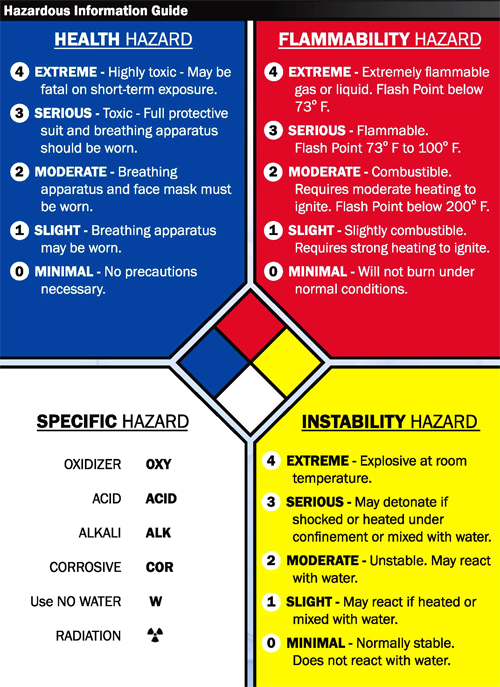 Hazardous Information Guide
HEALTH HAZARD
4 EXTREME - Highly toxic - May be
fatal on short-term exposure.
3 SERIOUS - Toxic - Full protective
suit and breathing apparatus
should be worn.
2 MODERATE - Breathing
apparatus and face mask must
be worn.
1 SLIGHT - Breathing apparatus
may be worn.
0 MINIMAL - No precautions
necessary.
FLAMMABILITY HAZARD
4 EXTREME - Extremely flammable
gas or liquid. Flash Point below
73° F.
3 SERIOUS - Flammable.
Flash Point 73° F to 100° F.
2 MODERATE - Combustible.
Requires moderate heating to
ignite. Flash Point below 200° F.
1 SLIGHT - Slightly combustible.
Requires strong heating to ignite.
0 MINIMAL - Will not burn under
normal conditions.
SPECIFIC HAZARD
OXIDIZER OXY
ACID ACID
ALKALI ALK
CORROSIVE COR
Use NO WATER W
RADIATION
INSTABILITY HAZARD
4 EXTREME - Explosive at room
temperature.
3 SERIOUS - May detonate if
shocked or heated under
confinement or mixed with water.
2 MODERATE - Unstable. May react
with water.
1 SLIGHT - May react if heated or
mixed with water.
0 MINIMAL - Normally stable.
Does not react with water.